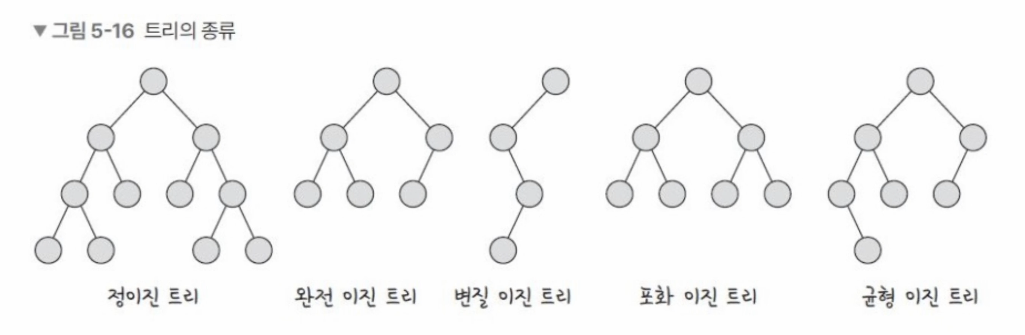 ▼ 그림 5-16 트리의 종류
정이진 트리
완전 이진 트리
변질 이진 트리
포화 이진 트리
균형 이진 트리